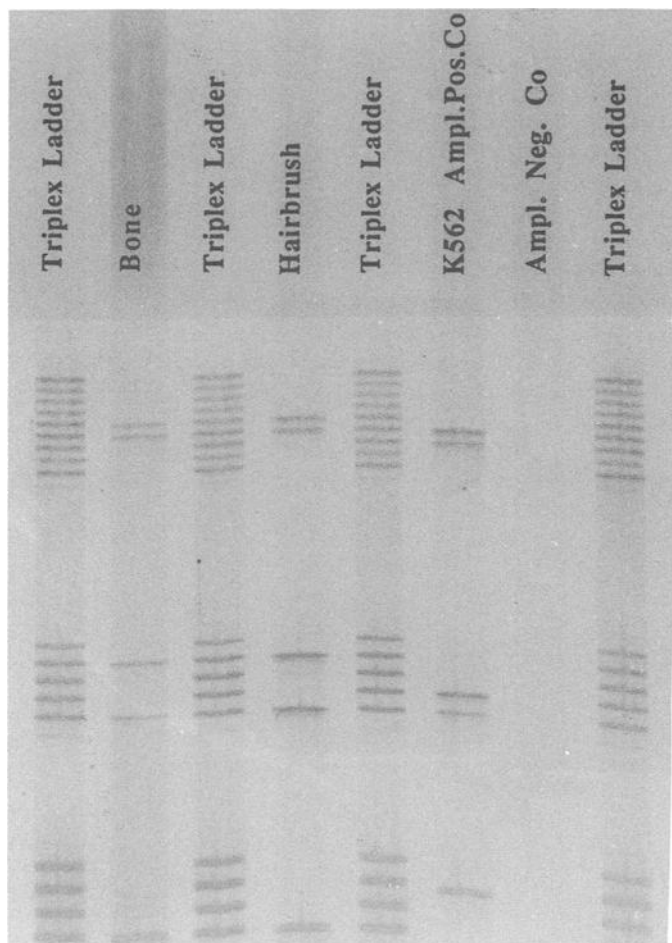 Triplex Ladder
Bone
Triplex Ladder
Hairbrush
Triplex Ladder
K562 Ampl.Pos.Co
Ampl. Neg. Co
Triplex Ladder